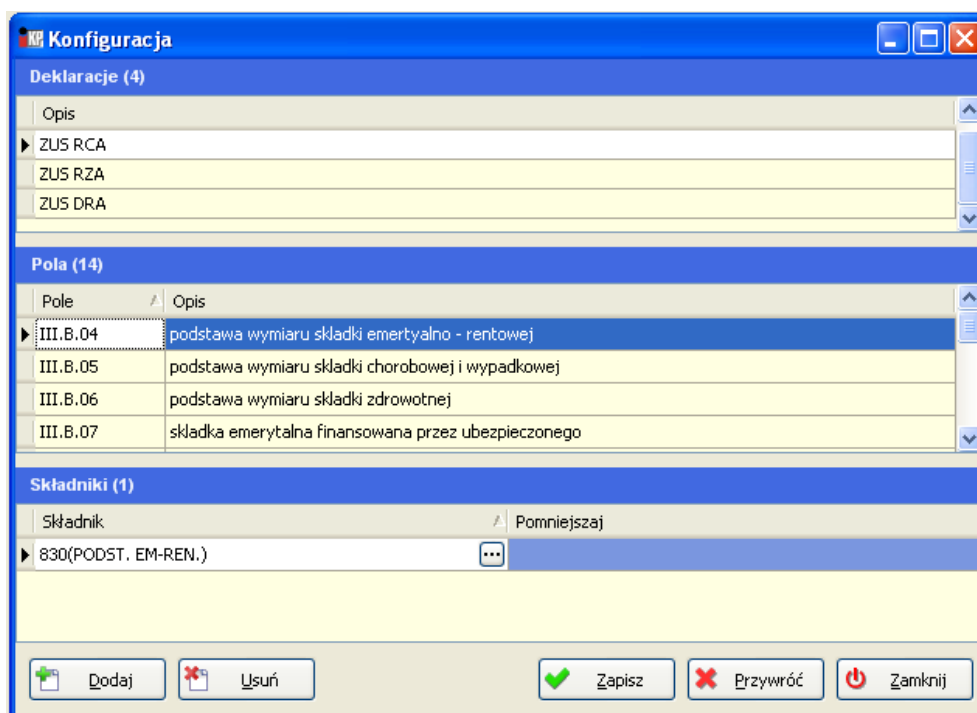 KP Konfiguracja
Deklaracje (4)
Opis
ZUS RCA
ZUS RZA
ZUS DRA
Pola (14)
Pole Opis
III.B.04 podstawa wymiaru skladki emertyalno - rentowej
III.B.05 podstawa wymiaru skladki chorobowej i wypadkowej
III.B.06 podstawa wymiaru skladki zdrowotnej
III.B.07 skladka emerytalna finansowana przez ubezpieczonego
Składniki (1)
Składnik Pomniejszaj
830(PODST. EM-REN.) ...
Dodaj Usuń Zapisz Przywróć Zamknij